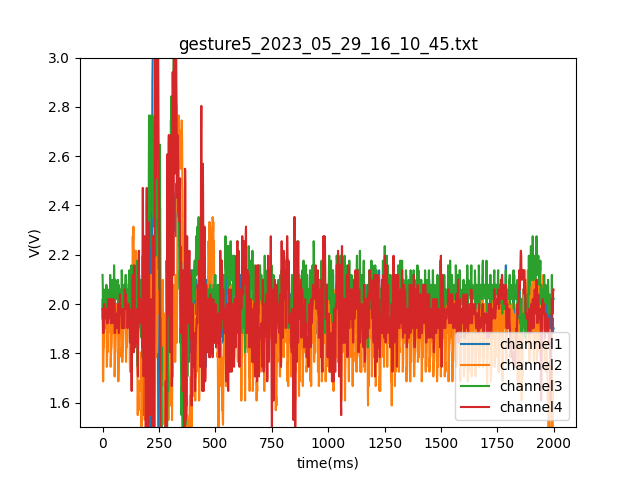 gesture5_2023_05_29_16_10_45.txt
3.0
2.8
2.6
2.4
2.2
2.0
1.8
1.6
V(V)
channel1
channel2
channel3
channel4
0 250 500 750 1000 1250 1500 1750 2000
time(ms)